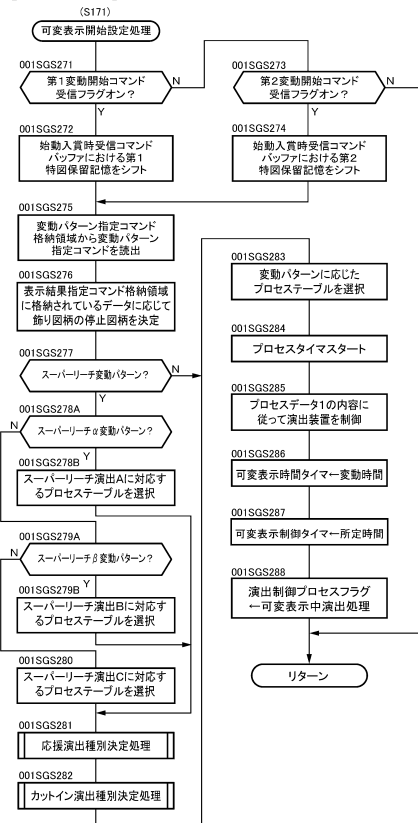 (S171)
可変表示開始設定処理
001SGS271
第1変動開始コマンド
受信フラグオン？
N
Y
001SGS273
第2変動開始コマンド
受信フラグオン？
N
Y
001SGS272
始動入賞時受信コマンド
バッファにおける第1
特図保留記憶をシフト
001SGS274
始動入賞時受信コマンド
バッファにおける第2
特図保留記憶をシフト
001SGS275
変動パターン指定コマンド
格納領域から変動パターン
指定コマンドを読出
001SGS276
表示結果指定コマンド格納領域
に格納されているデータに応じて
飾り図柄の停止図柄を決定
001SGS277
スーパーリーチ変動パターン？
N
Y
001SGS278A
スーパーリーチα変動パターン？
N
Y
001SGS278B
スーパーリーチ演出Aに対応す
るプロセステーブルを選択
001SGS279A
スーパーリーチβ変動パターン？
N
Y
001SGS279B
スーパーリーチ演出Bに対応す
るプロセステーブルを選択
001SGS280
スーパーリーチ演出Cに対応す
るプロセステーブルを選択
001SGS281
応援演出種別決定処理
001SGS282
カットイン演出種別決定処理
001SGS283
変動パターンに応じた
プロセステーブルを選択
001SGS284
プロセスタイマスタート
001SGS285
プロセスデータ1の内容に
従って演出装置を制御
001SGS286
可変表示時間タイマ←変動時間
001SGS287
可変表示制御タイマ←所定時間
001SGS288
演出制御プロセスフラグ
←可変表示中演出処理
リターン